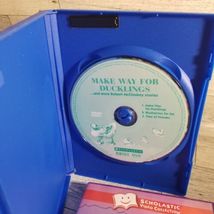 MAKE WAY FOR
DUCKLINGS
...and more Robert McCloskey stories
1. Make Way
for Ducklings
2. Blueberries for Sal
3. Time of Wonder
SCHOLASTIC
SCHOLASTIC
Video Collection